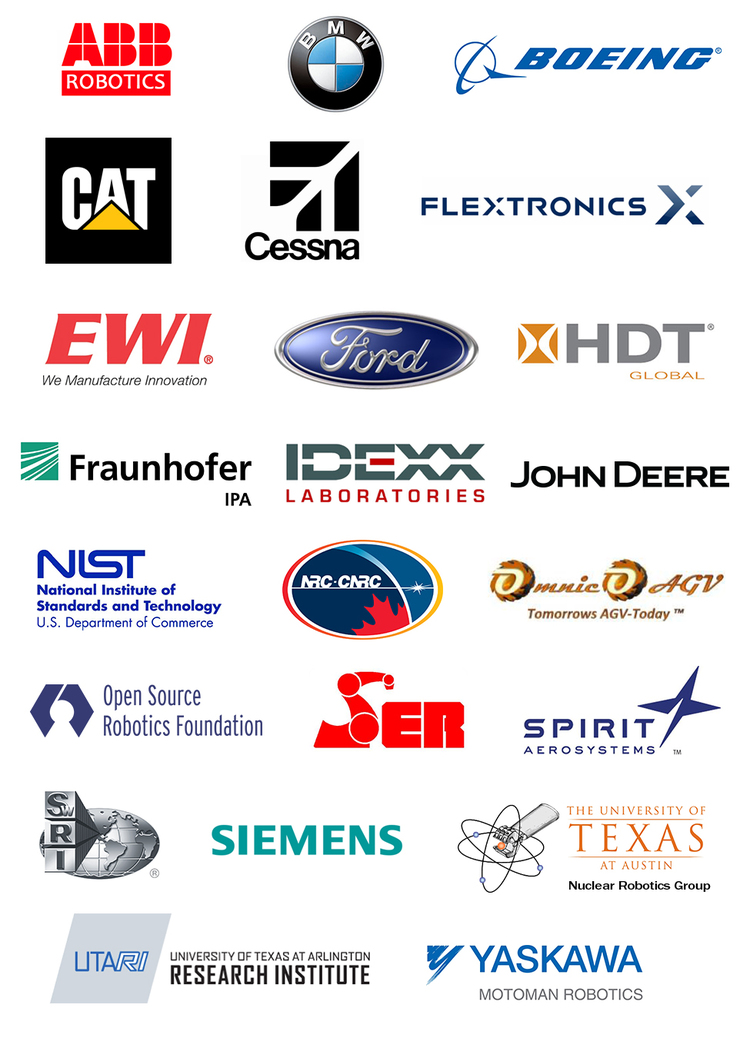 ABB
ROBOTICS
BMW
BOEING®
CAT
Cessna
FLEXTRONICS
EWI®
We Manufacture Innovation
Ford
HDT®
GLOBAL
Fraunhofer
IPA
IDEXX
LABORATORIES
JOHN DEERE
NIST
National Institute of
Standards and Technology
U.S. Department of Commerce
NRC·CNRC
Omnic O AGV
Tomorrows AGV-Today ™
Open Source
Robotics Foundation
SER
SPIRIT
AEROSYSTEMS ™
SwRI
®
SIEMENS
THE UNIVERSITY OF
TEXAS
AT AUSTIN
Nuclear Robotics Group
UTARI
UNIVERSITY OF TEXAS AT ARLINGTON
RESEARCH INSTITUTE
YASKAWA
MOTOMAN ROBOTICS